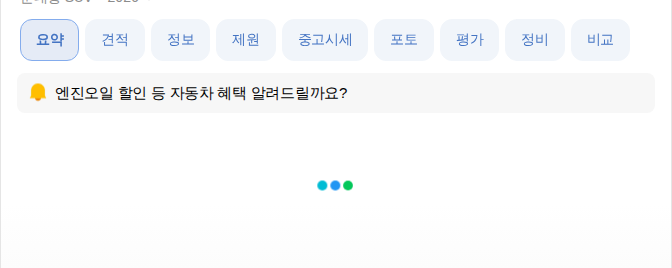 요약 견적 정보 제원 중고시세 포토 평가 정비 비교
엔진오일 할인 등 자동차 혜택 알려드릴까요?